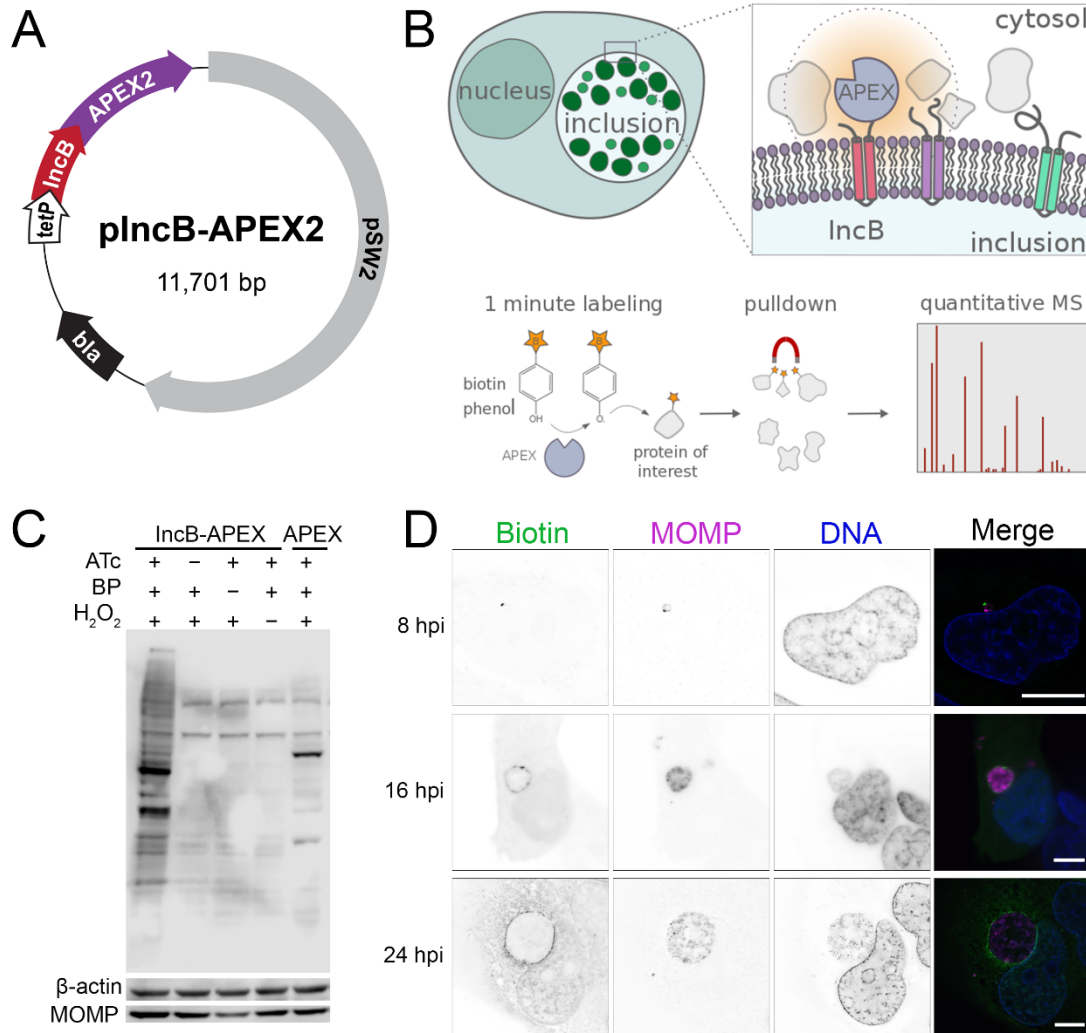 A
APEX2
IncB
tetP
pIncB-APEX2
11,701 bp
pSW2
bla
B
nucleus
inclusion
cytosol
APEX
IncB
inclusion
1 minute labeling
pulldown
quantitative MS
B
B
biotin
phenol
OH
O.
APEX
protein of
interest
C
IncB-APEX APEX
ATc + – + + +
BP + + – + +
H₂O₂ + + + – +
β-actin
MOMP
D
Biotin MOMP DNA Merge
8 hpi
16 hpi
24 hpi